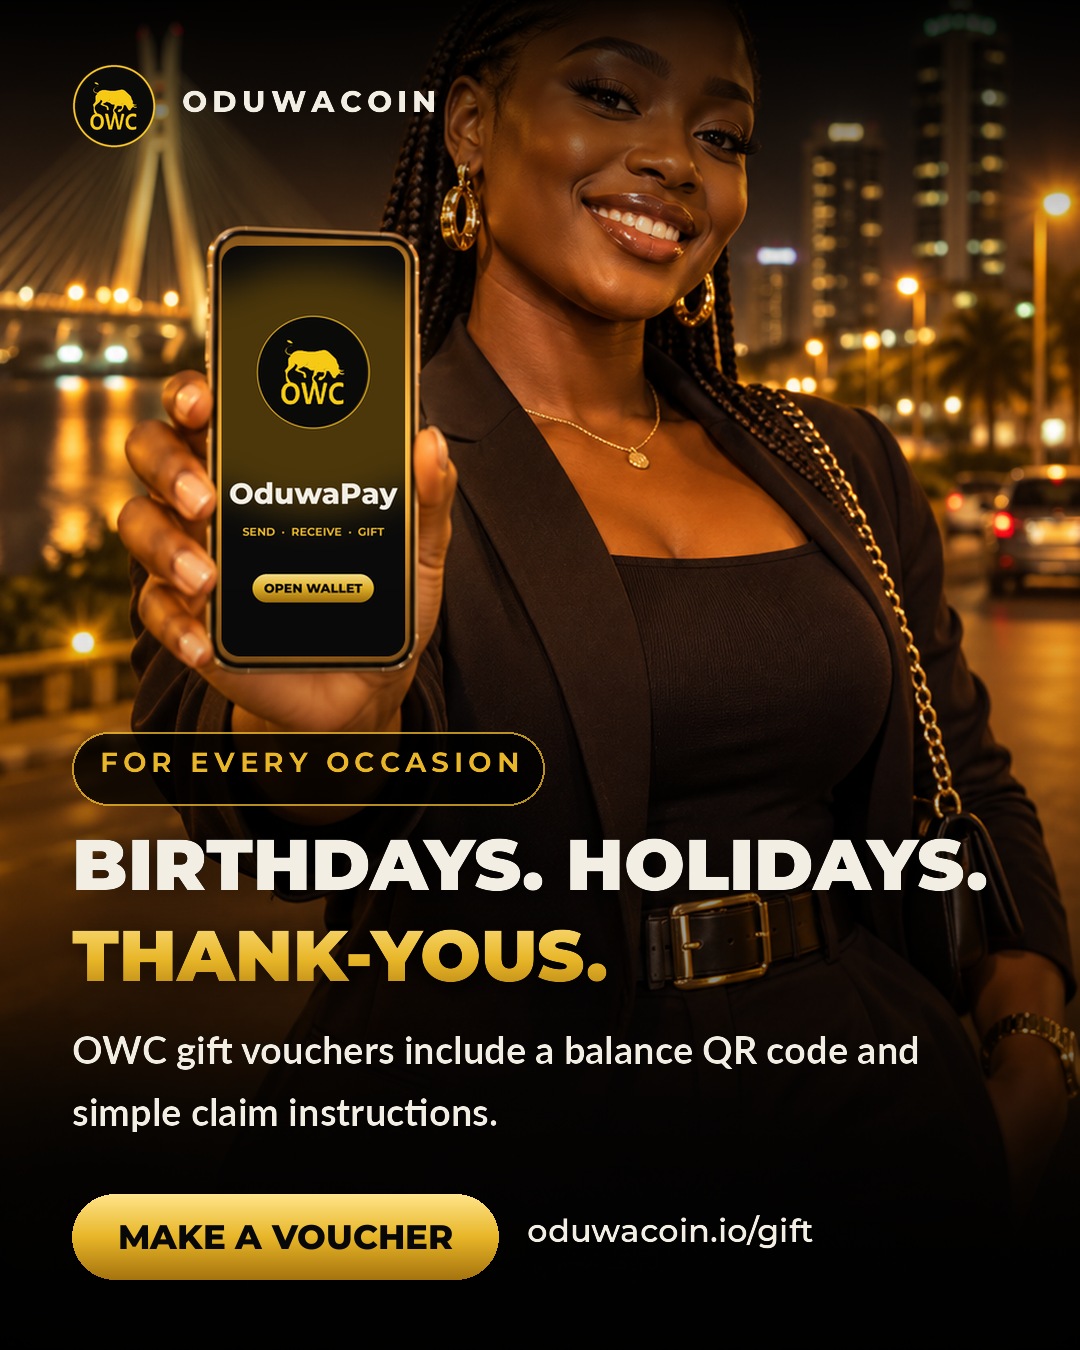 OWC
ODUWACOIN
OWC
OduwaPay
SEND · RECEIVE · GIFT
OPEN WALLET
FOR EVERY OCCASION
BIRTHDAYS. HOLIDAYS.
THANK-YOUS.
OWC gift vouchers include a balance QR code and
simple claim instructions.
MAKE A VOUCHER
oduwacoin.io/gift